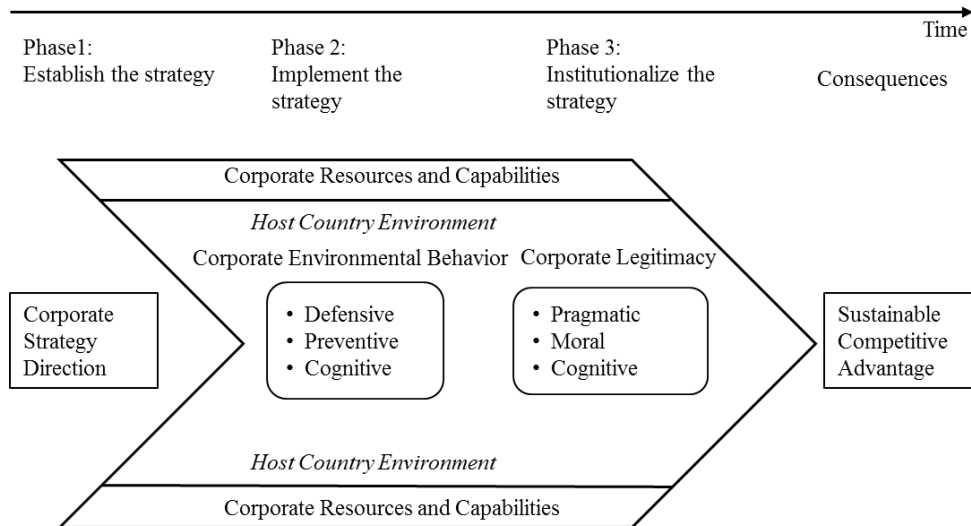 Time
Phase1:
Establish the strategy
Phase 2:
Implement the
strategy
Phase 3:
Institutionalize the
strategy
Consequences
Corporate Resources and Capabilities
Host Country Environment
Corporate Environmental Behavior
Corporate Legitimacy
Corporate
Strategy
Direction
• Defensive
• Preventive
• Cognitive
• Pragmatic
• Moral
• Cognitive
Sustainable
Competitive
Advantage
Host Country Environment
Corporate Resources and Capabilities